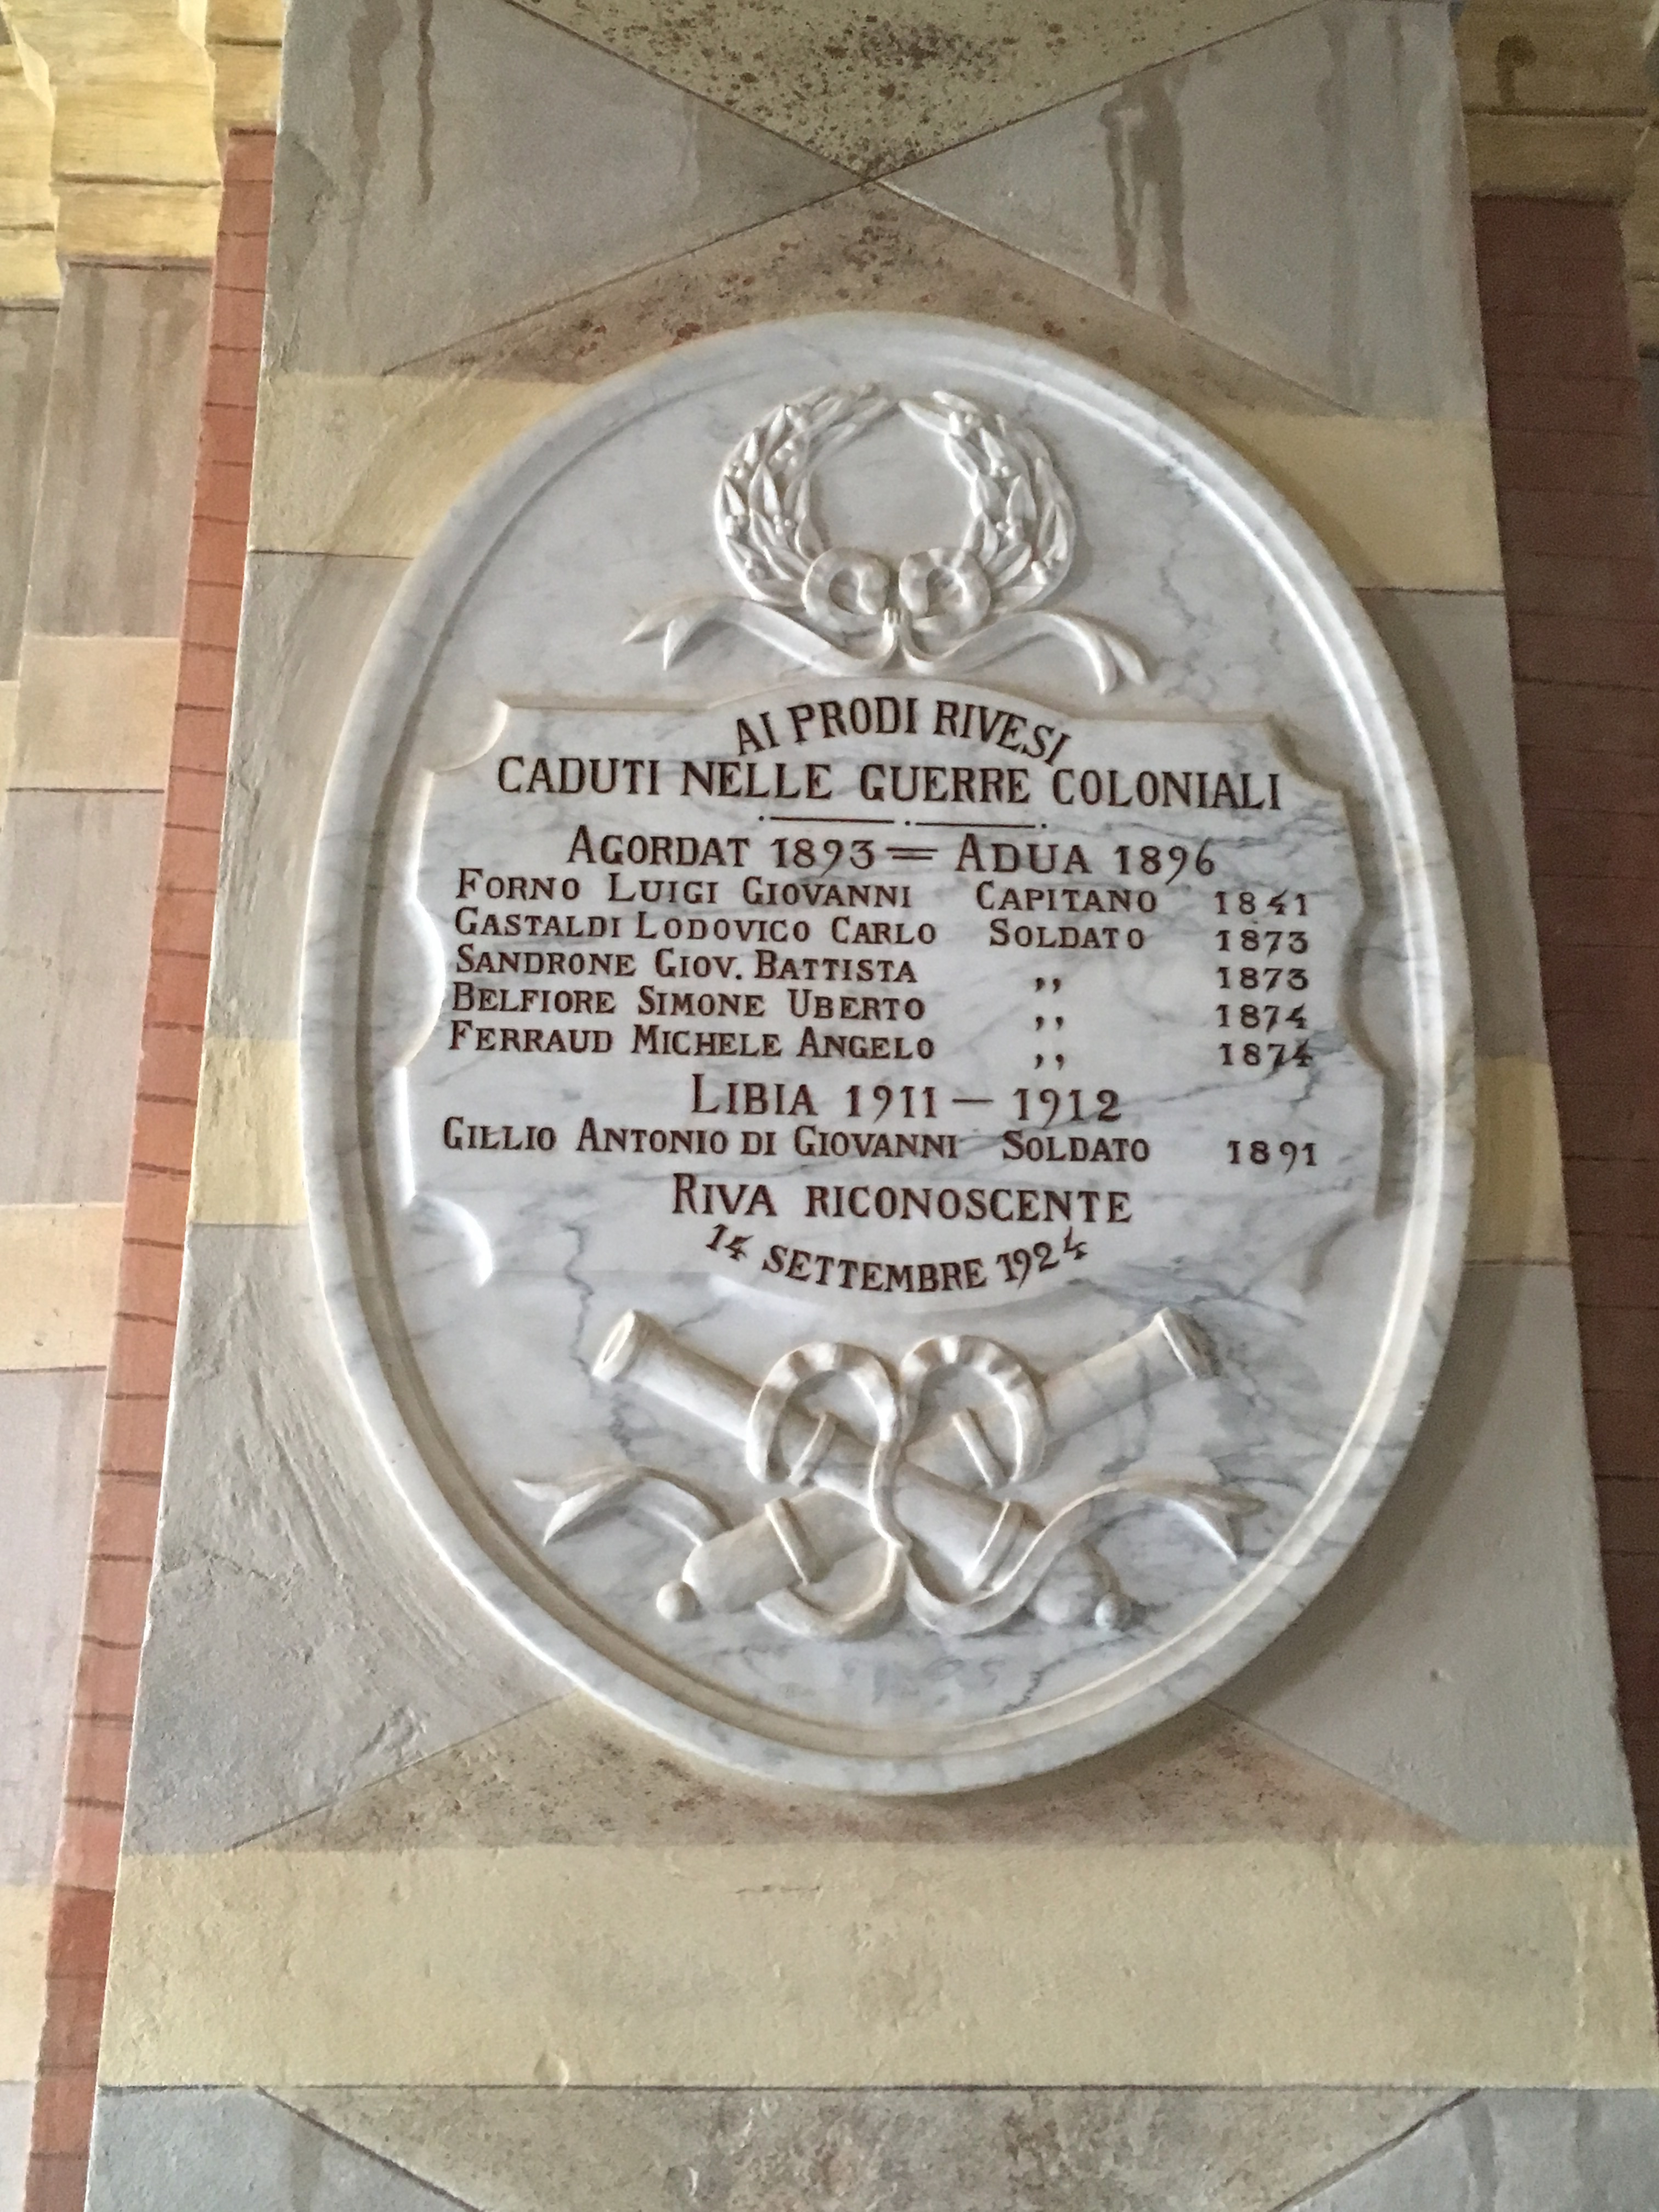 AI PRODI RIVESI
CADUTI NELLE GUERRE COLONIALI
AGORDAT 1893 = ADUA 1896
FORNO LUIGI GIOVANNI CAPITANO 1841
GASTALDI LODOVICO CARLO SOLDATO 1873
SANDRONE GIOV. BATTISTA ,, 1873
BELFIORE SIMONE UBERTO ,, 1874
FERRAUD MICHELE ANGELO ,, 1874
LIBIA 1911 — 1912
GILLIO ANTONIO DI GIOVANNI SOLDATO 1891
RIVA RICONOSCENTE
14 SETTEMBRE 1924